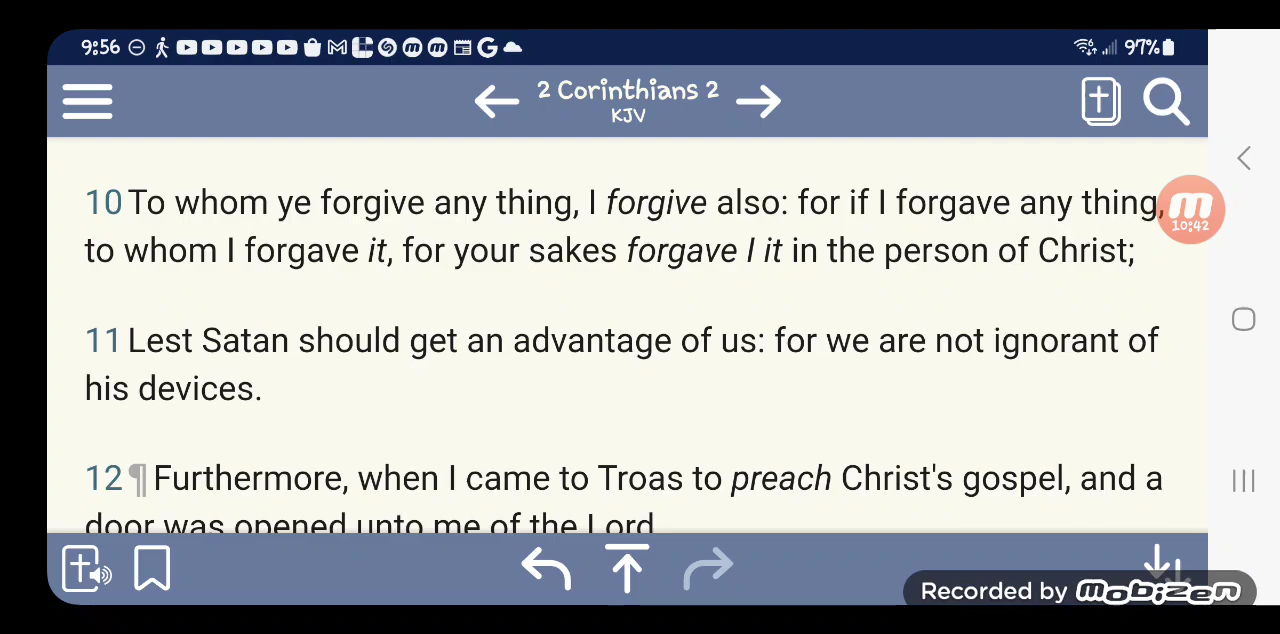 9:56
97%
2 Corinthians 2
KJV
10 To whom ye forgive any thing, I forgive also: for if I forgave any thing,
to whom I forgave it, for your sakes forgave I it in the person of Christ;
10:42
11 Lest Satan should get an advantage of us: for we are not ignorant of
his devices.
12 ¶ Furthermore, when I came to Troas to preach Christ's gospel, and a
door was opened unto me of the Lord
Recorded by mobizen